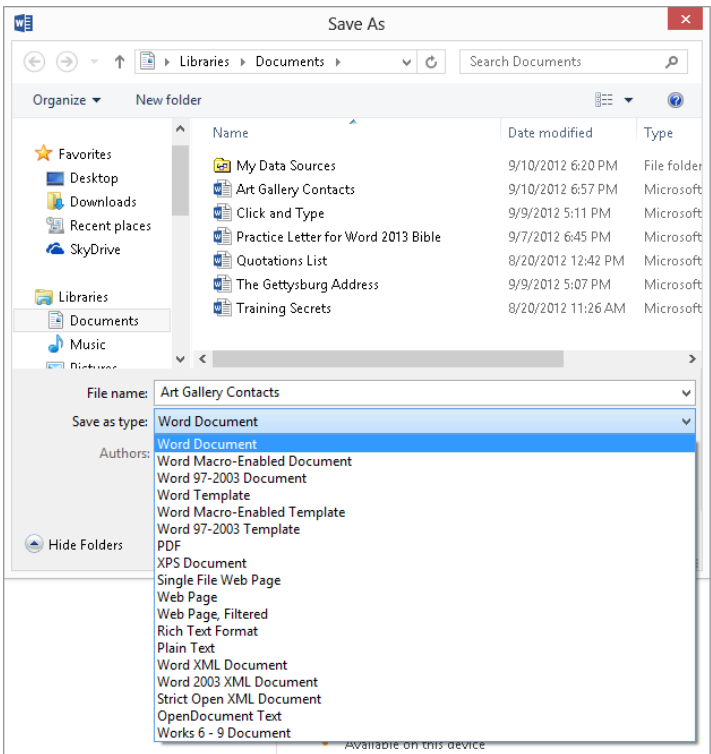 Save As
Libraries Documents
Search Documents
Organize New folder
Name Date modified Type
Favorites
Desktop
Downloads
Recent places
SkyDrive
Libraries
Documents
Music
Pictures
My Data Sources 9/10/2012 6:20 PM File folder
Art Gallery Contacts 9/10/2012 6:57 PM Microsoft
Click and Type 9/9/2012 5:11 PM Microsoft
Practice Letter for Word 2013 Bible 9/7/2012 6:45 PM Microsoft
Quotations List 8/20/2012 12:42 PM Microsoft
The Gettysburg Address 9/9/2012 5:07 PM Microsoft
Training Secrets 8/20/2012 11:26 AM Microsoft
File name: Art Gallery Contacts
Save as type: Word Document
Authors:
Word Document
Word Macro-Enabled Document
Word 97-2003 Document
Word Template
Word Macro-Enabled Template
Word 97-2003 Template
PDF
XPS Document
Single File Web Page
Web Page
Web Page, Filtered
Rich Text Format
Plain Text
Word XML Document
Word 2003 XML Document
Strict Open XML Document
OpenDocument Text
Works 6 - 9 Document
Hide Folders
Available on this device